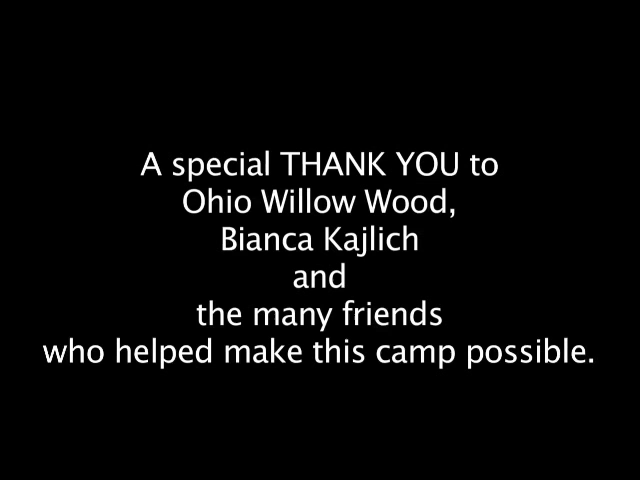 A special THANK YOU to
Ohio Willow Wood,
Bianca Kajlich
and
the many friends
who helped make this camp possible.